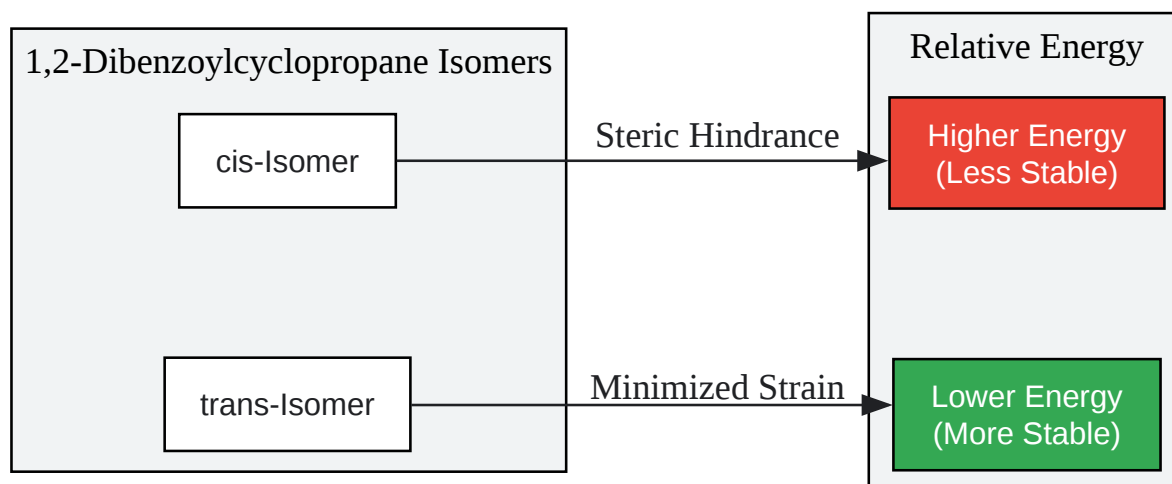 1,2-Dibenzoylcyclopropane Isomers
Relative Energy
cis-Isomer
Steric Hindrance
Higher Energy
(Less Stable)
trans-Isomer
Minimized Strain
Lower Energy
(More Stable)